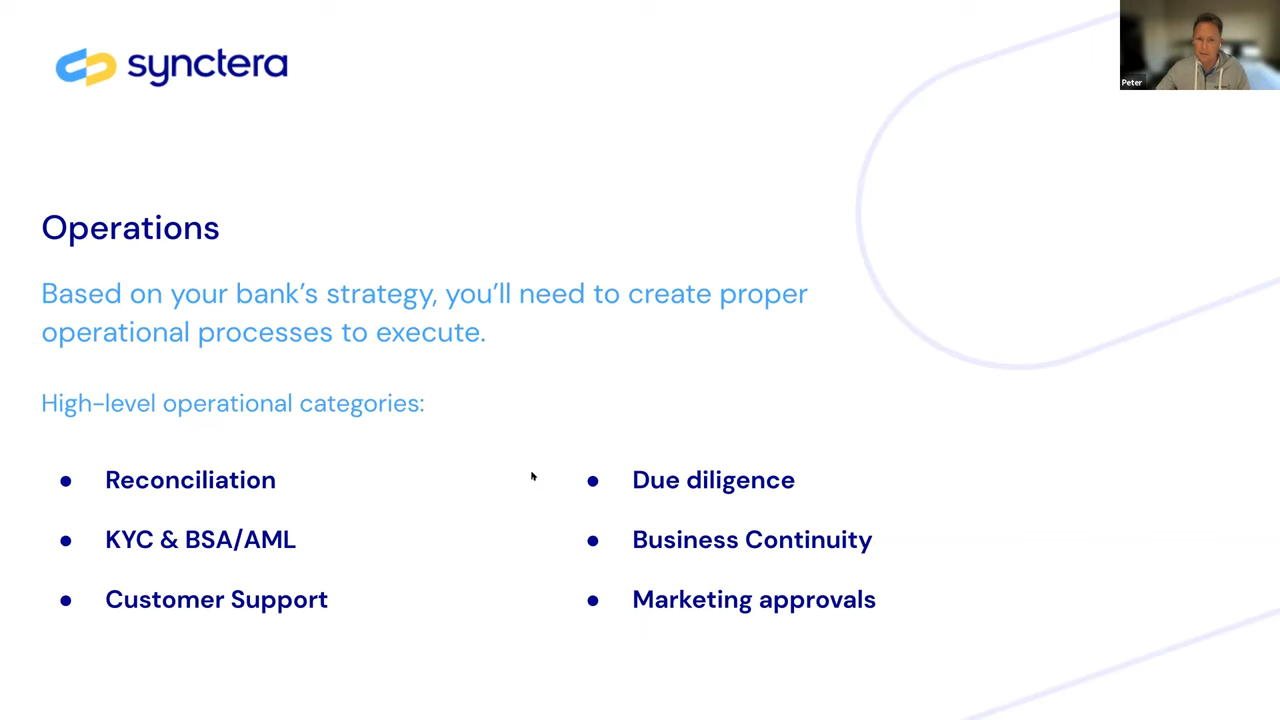 synctera
Peter
Operations
Based on your bank’s strategy, you’ll need to create proper
operational processes to execute.
High-level operational categories:
● Reconciliation
● KYC & BSA/AML
● Customer Support
● Due diligence
● Business Continuity
● Marketing approvals